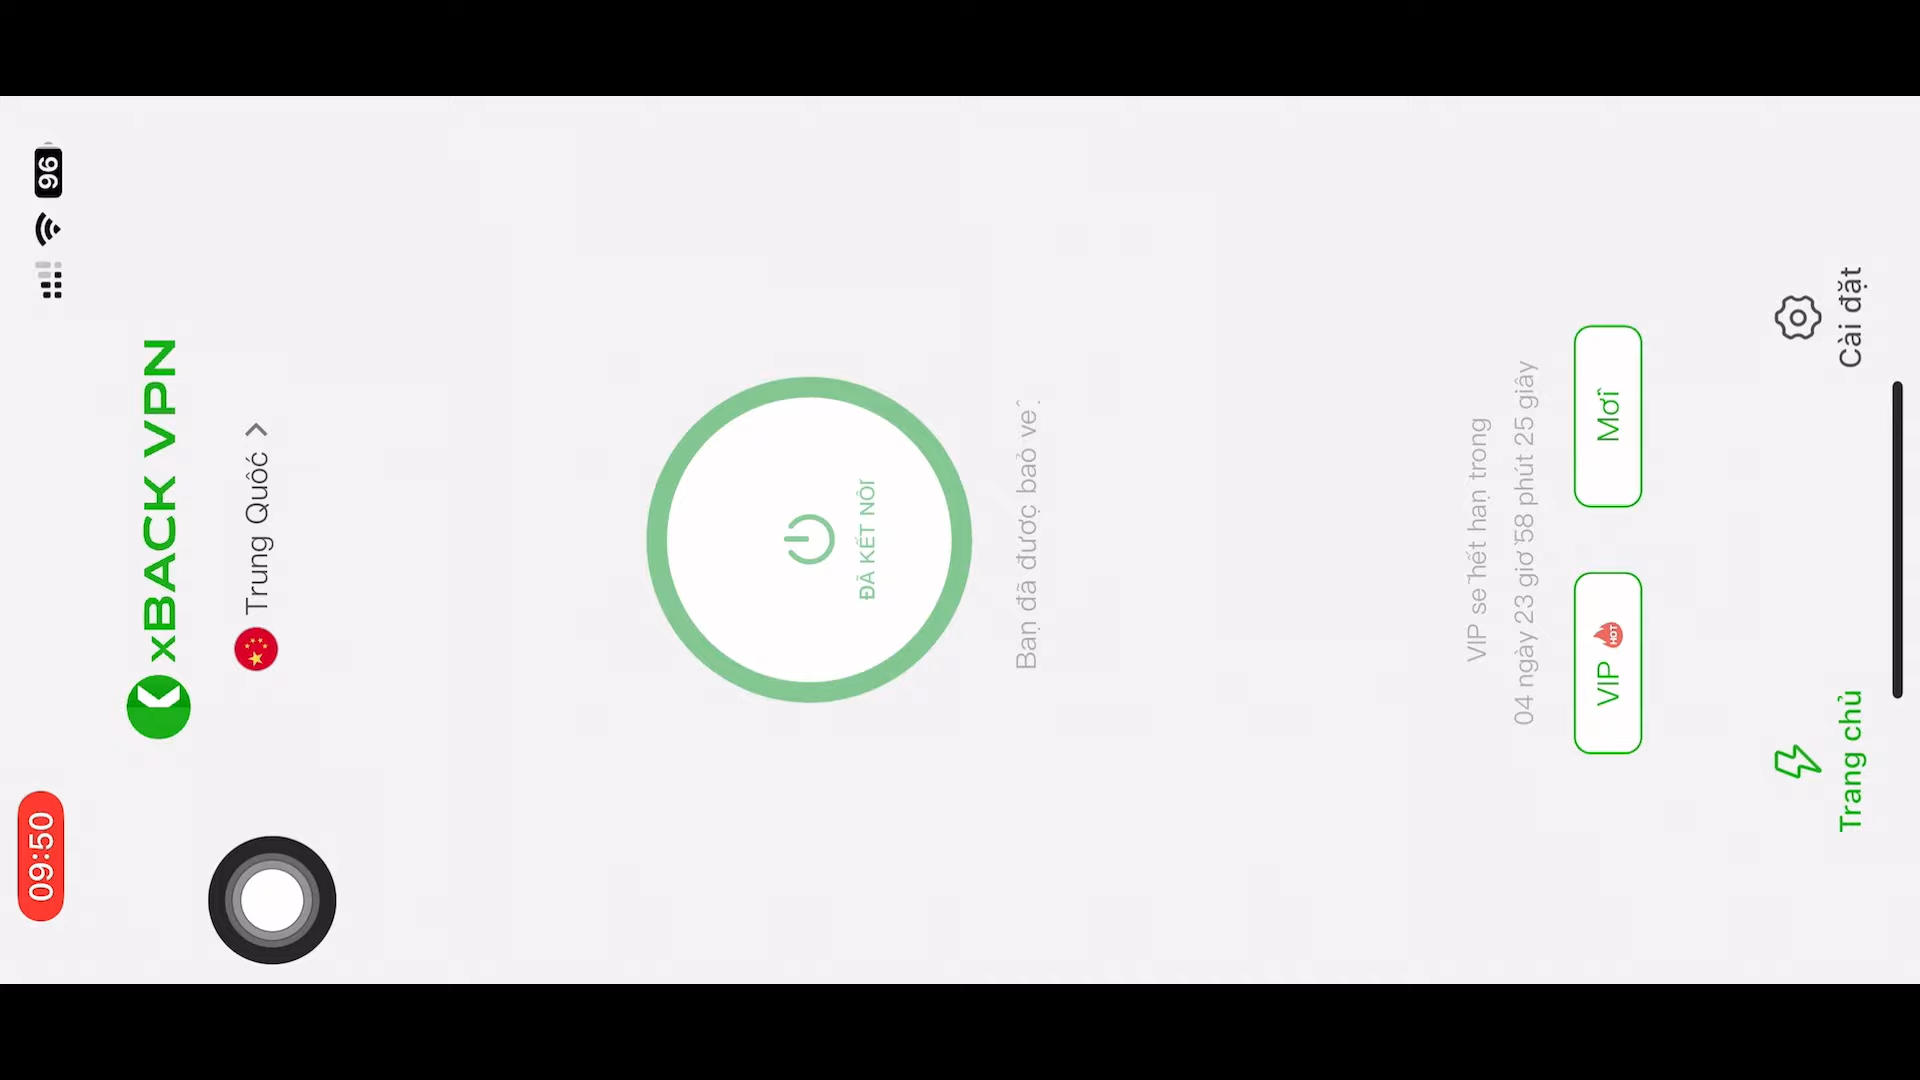 09:50
96
xBACK VPN
Trung Quốc
ĐÃ KẾT NỐI
Bạn đã được bảo vệ.
VIP sẽ hết hạn trong
04 ngày 23 giờ 58 phút 25 giây
VIP HOT
Mời
Trang chủ
Cài đặt